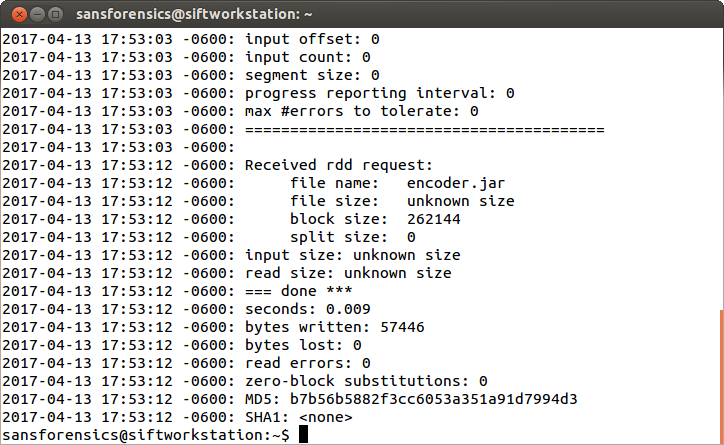 sansforensics@siftworkstation: ~
2017-04-13 17:53:03 -0600: input offset: 0
2017-04-13 17:53:03 -0600: input count: 0
2017-04-13 17:53:03 -0600: segment size: 0
2017-04-13 17:53:03 -0600: progress reporting interval: 0
2017-04-13 17:53:03 -0600: max #errors to tolerate: 0
2017-04-13 17:53:03 -0600: ========================================
2017-04-13 17:53:03 -0600:
2017-04-13 17:53:12 -0600: Received rdd request:
2017-04-13 17:53:12 -0600:      file name:   encoder.jar
2017-04-13 17:53:12 -0600:      file size:   unknown size
2017-04-13 17:53:12 -0600:      block size:  262144
2017-04-13 17:53:12 -0600:      split size:  0
2017-04-13 17:53:12 -0600: input size: unknown size
2017-04-13 17:53:12 -0600: read size: unknown size
2017-04-13 17:53:12 -0600: === done ***
2017-04-13 17:53:12 -0600: seconds: 0.009
2017-04-13 17:53:12 -0600: bytes written: 57446
2017-04-13 17:53:12 -0600: bytes lost: 0
2017-04-13 17:53:12 -0600: read errors: 0
2017-04-13 17:53:12 -0600: zero-block substitutions: 0
2017-04-13 17:53:12 -0600: MD5: b7b56b5882f3cc6053a351a91d7994d3
2017-04-13 17:53:12 -0600: SHA1: <none>
sansforensics@siftworkstation:~$